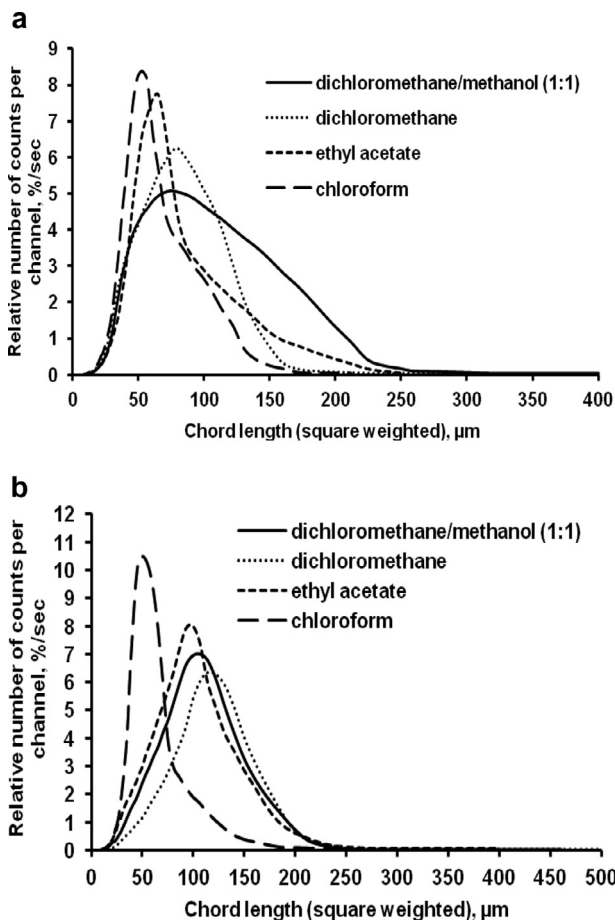 a
Relative number of counts per
channel, %/sec
9
8
7
6
5
4
3
2
1
0
dichloromethane/methanol (1:1)
dichloromethane
ethyl acetate
chloroform
0 50 100 150 200 250 300 350 400
Chord length (square weighted), µm
b
Relative number of counts per
channel, %/sec
12
11
10
9
8
7
6
5
4
3
2
1
0
dichloromethane/methanol (1:1)
dichloromethane
ethyl acetate
chloroform
0 50 100 150 200 250 300 350 400 450 500
Chord length (square weighted), µm